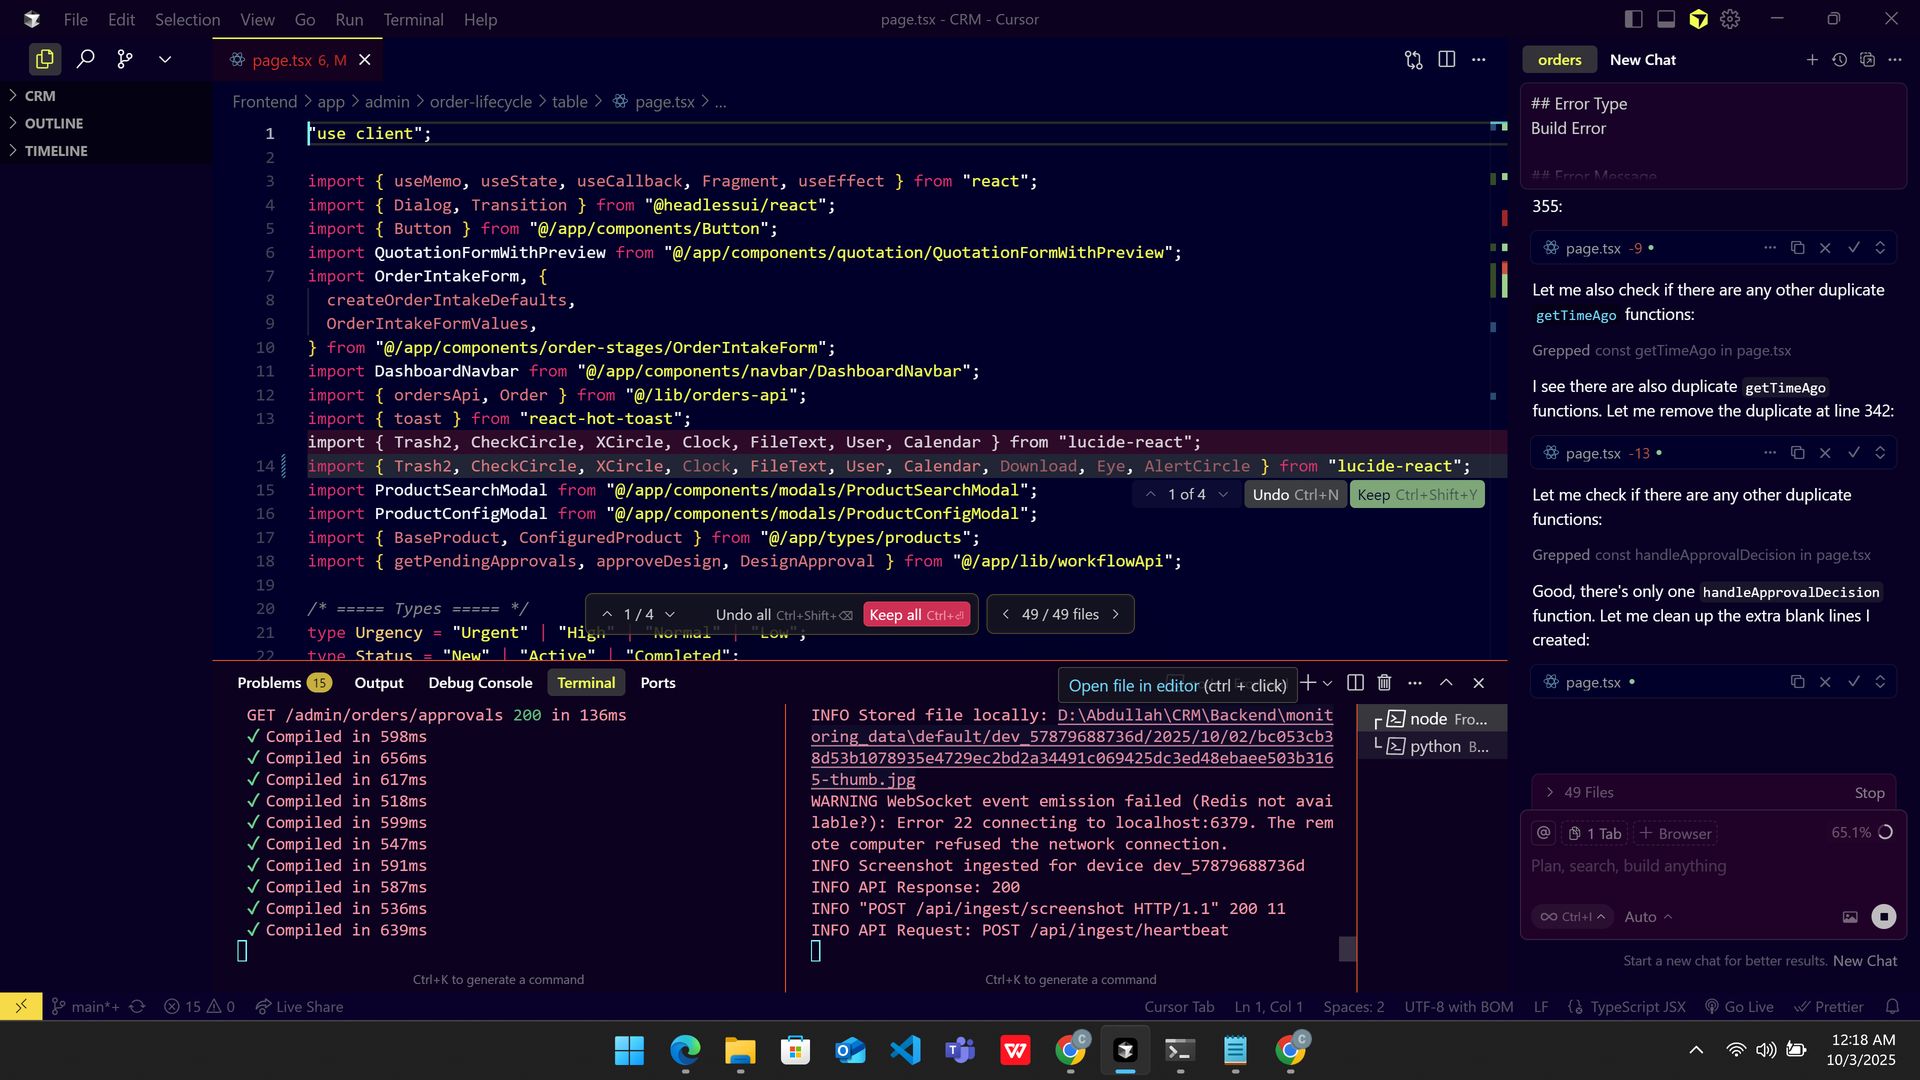 File Edit Selection View Go Run Terminal Help
page.tsx - CRM - Cursor
page.tsx 6, M
orders New Chat
CRM
OUTLINE
TIMELINE
Frontend > app > admin > order-lifecycle > table > page.tsx > ...
1 "use client";
2
3 import { useMemo, useState, useCallback, Fragment, useEffect } from "react";
4 import { Dialog, Transition } from "@headlessui/react";
5 import { Button } from "@/app/components/Button";
6 import QuotationFormWithPreview from "@/app/components/quotation/QuotationFormWithPreview";
7 import OrderIntakeForm, {
8 createOrderIntakeDefaults,
9 OrderIntakeFormValues,
10 } from "@/app/components/order-stages/OrderIntakeForm";
11 import DashboardNavbar from "@/app/components/navbar/DashboardNavbar";
12 import { ordersApi, Order } from "@/lib/orders-api";
13 import { toast } from "react-hot-toast";
import { Trash2, CheckCircle, XCircle, Clock, FileText, User, Calendar } from "lucide-react";
14 import { Trash2, CheckCircle, XCircle, Clock, FileText, User, Calendar, Download, Eye, AlertCircle } from "lucide-react";
15 import ProductSearchModal from "@/app/components/modals/ProductSearchModal";
1 of 4 Undo Ctrl+N Keep Ctrl+Shift+Y
16 import ProductConfigModal from "@/app/components/modals/ProductConfigModal";
17 import { BaseProduct, ConfiguredProduct } from "@/app/types/products";
18 import { getPendingApprovals, approveDesign, DesignApproval } from "@/app/lib/workflowApi";
19
20 /* ===== Types ===== */
1 / 4 Undo all Ctrl+Shift+⌫ Keep all Ctrl+⏎ 49 / 49 files
21 type Urgency = "Urgent" | "High" | "Normal" | "Low";
22 type Status = "New" | "Active" | "Completed";
Problems 15 Output Debug Console Terminal Ports
Open file in editor (ctrl + click)
GET /admin/orders/approvals 200 in 136ms
✓ Compiled in 598ms
✓ Compiled in 656ms
✓ Compiled in 617ms
✓ Compiled in 518ms
✓ Compiled in 599ms
✓ Compiled in 547ms
✓ Compiled in 591ms
✓ Compiled in 587ms
✓ Compiled in 536ms
✓ Compiled in 639ms
Ctrl+K to generate a command
INFO Stored file locally: D:\Abdullah\CRM\Backend\monit
oring_data\default/dev_57879688736d/2025/10/02/bc053cb3
8d53b1078935e4729ec2bd2a34491c069425dc3ed48ebaee503b316
5-thumb.jpg
WARNING WebSocket event emission failed (Redis not avai
lable?): Error 22 connecting to localhost:6379. The rem
ote computer refused the network connection.
INFO Screenshot ingested for device dev_57879688736d
INFO API Response: 200
INFO "POST /api/ingest/screenshot HTTP/1.1" 200 11
INFO API Request: POST /api/ingest/heartbeat
Ctrl+K to generate a command
node Fro...
python B...
## Error Type
Build Error
## Error Message
355:
page.tsx -9
Let me also check if there are any other duplicate
getTimeAgo functions:
Grepped const getTimeAgo in page.tsx
I see there are also duplicate getTimeAgo
functions. Let me remove the duplicate at line 342:
page.tsx -13
Let me check if there are any other duplicate
functions:
Grepped const handleApprovalDecision in page.tsx
Good, there's only one handleApprovalDecision
function. Let me clean up the extra blank lines I
created:
page.tsx
49 Files Stop
@ 1 Tab + Browser 65.1%
Plan, search, build anything
∞ Ctrl+I Auto
Start a new chat for better results. New Chat
main*+ 15 0 Live Share
Cursor Tab Ln 1, Col 1 Spaces: 2 UTF-8 with BOM LF TypeScript JSX Go Live Prettier
12:18 AM
10/3/2025